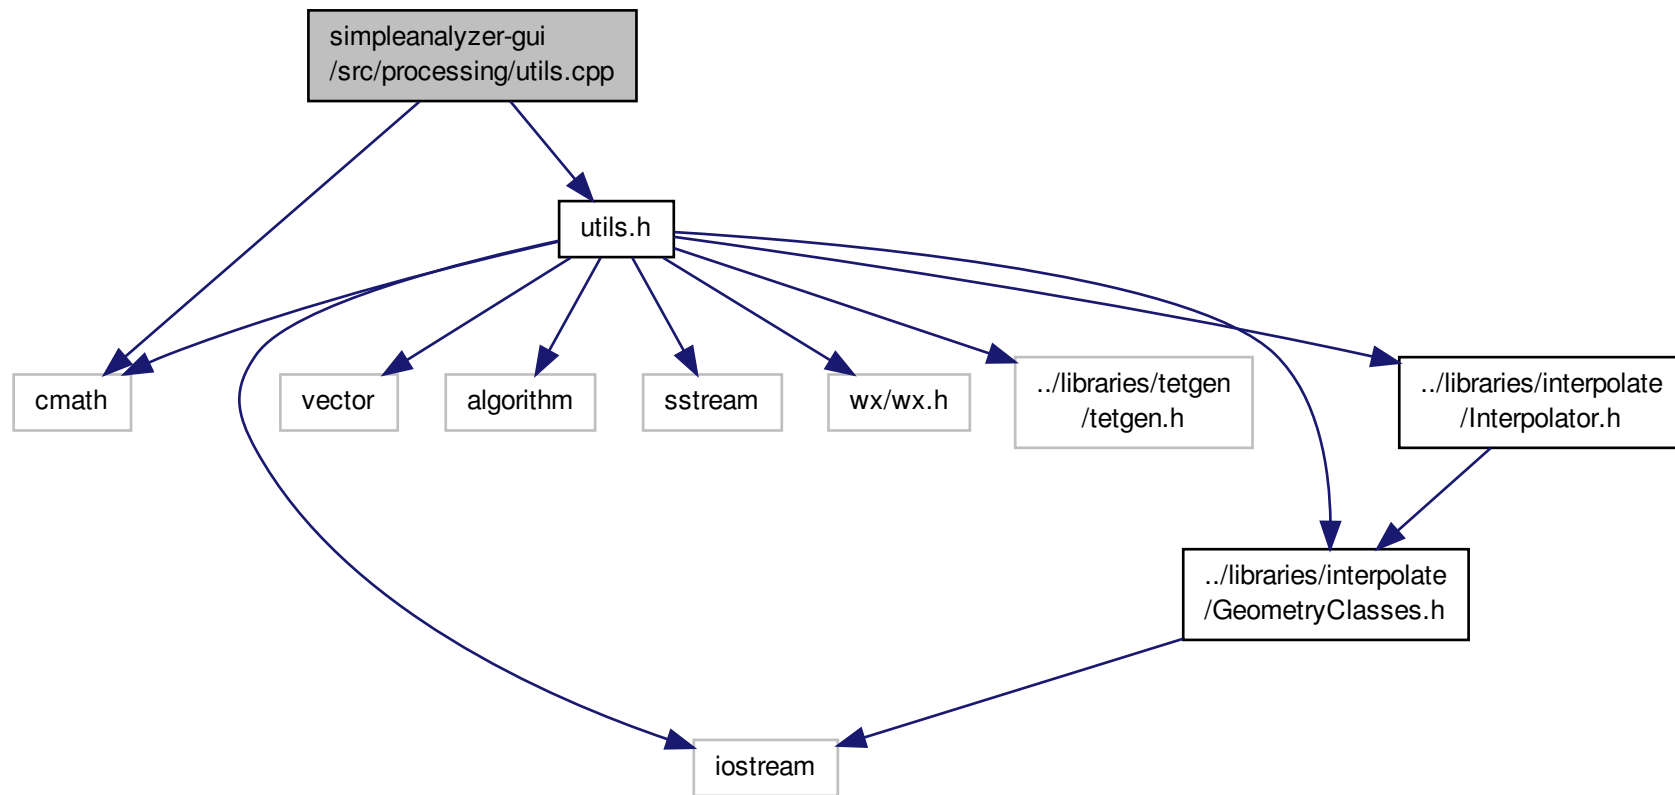 simpleanalyzer-gui
/src/processing/utils.cpp
utils.h
cmath
vector
algorithm
sstream
wx/wx.h
../libraries/tetgen
/tetgen.h
../libraries/interpolate
/Interpolator.h
../libraries/interpolate
/GeometryClasses.h
iostream